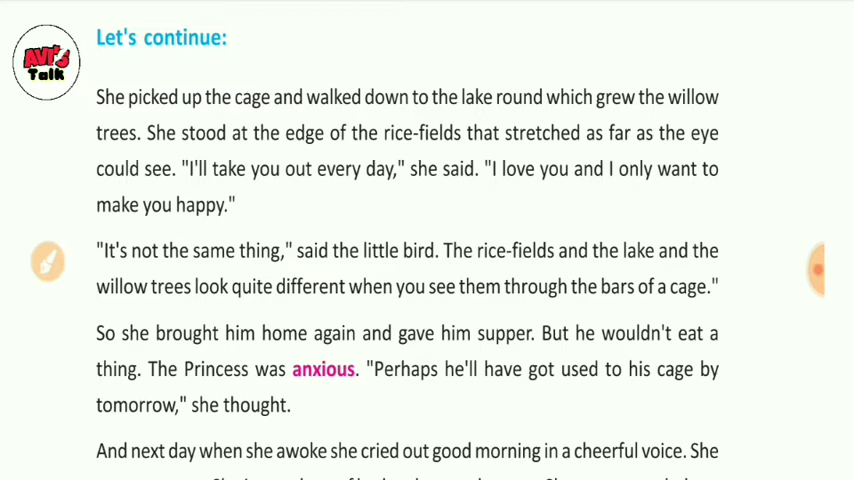 Let's continue:
AVI'S
Talk
She picked up the cage and walked down to the lake round which grew the willow
trees. She stood at the edge of the rice-fields that stretched as far as the eye
could see. "I'll take you out every day," she said. "I love you and I only want to
make you happy."
"It's not the same thing," said the little bird. The rice-fields and the lake and the
willow trees look quite different when you see them through the bars of a cage."
So she brought him home again and gave him supper. But he wouldn't eat a
thing. The Princess was anxious. "Perhaps he'll have got used to his cage by
tomorrow," she thought.
And next day when she awoke she cried out good morning in a cheerful voice. She